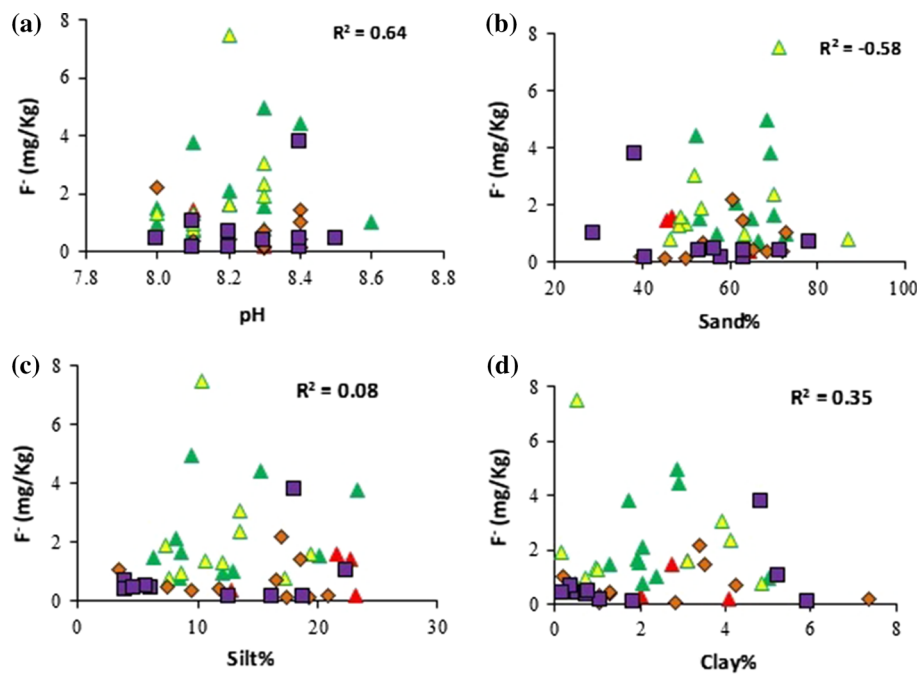 (a)
R² = 0.64
F⁻ (mg/Kg)
8
6
4
2
0
7.8 8.0 8.2 8.4 8.6 8.8
pH
(b)
R² = -0.58
F⁻ (mg/Kg)
8
6
4
2
0
20 40 60 80 100
Sand%
(c)
R² = 0.08
F⁻ (mg/Kg)
8
6
4
2
0
0 10 20 30
Silt%
(d)
R² = 0.35
F⁻ (mg/Kg)
8
6
4
2
0
0 2 4 6 8
Clay%